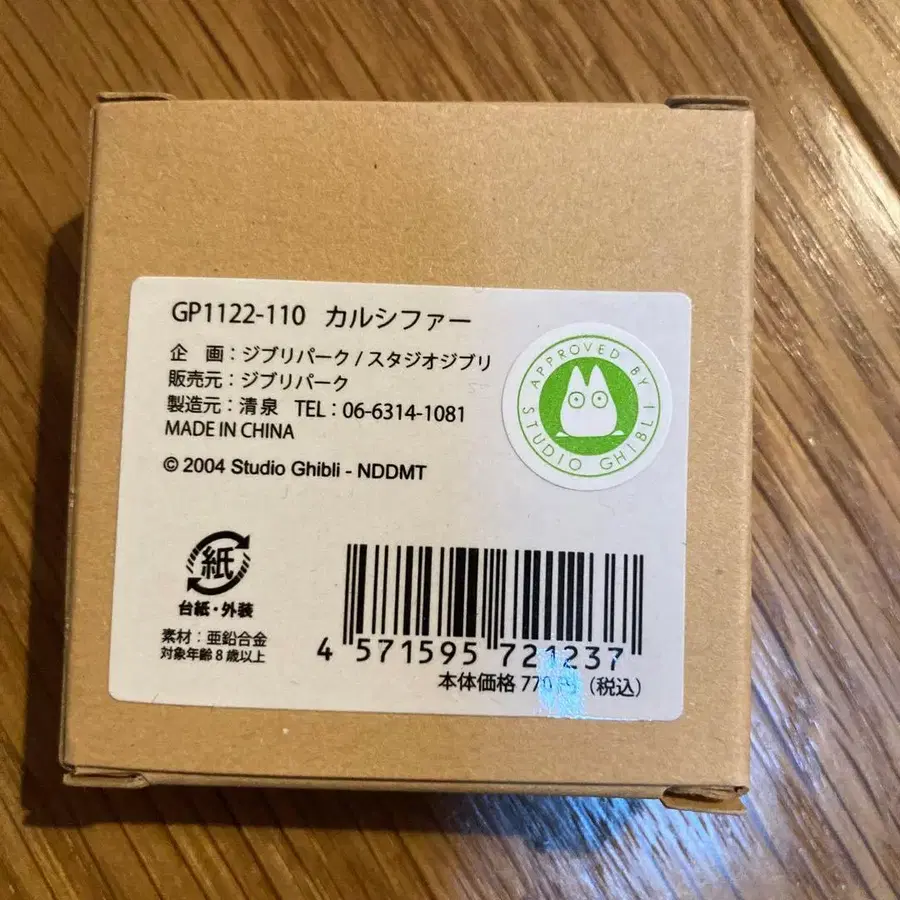 GP1122-110 カルシファー
企 画:ジブリパーク / スタジオジブリ
販売元:ジブリパーク
製造元:清泉 TEL:06-6314-1081
MADE IN CHINA
© 2004 Studio Ghibli - NDDMT
APPROVED BY
STUDIO GHIBLI
紙
台紙・外装
素材:亜鉛合金
対象年齢8歳以上
4 571595 721237
本体価格 770 円(税込)